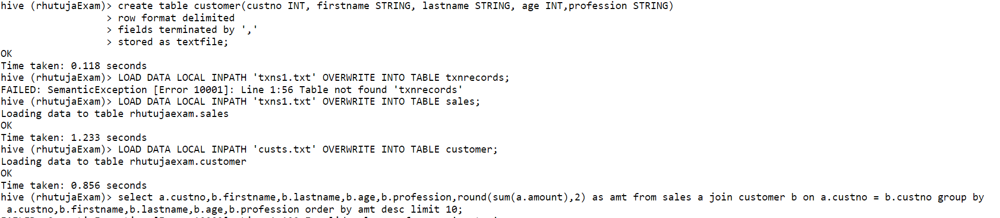 hive (rhutujaExam)> create table customer(custno INT, firstname STRING, lastname STRING, age INT,profession STRING)
> row format delimited
> fields terminated by ','
> stored as textfile;
OK
Time taken: 0.118 seconds
hive (rhutujaExam)> LOAD DATA LOCAL INPATH 'txns1.txt' OVERWRITE INTO TABLE txnrecords;
FAILED: SemanticException [Error 10001]: Line 1:56 Table not found 'txnrecords'
hive (rhutujaExam)> LOAD DATA LOCAL INPATH 'txns1.txt' OVERWRITE INTO TABLE sales;
Loading data to table rhutujaexam.sales
OK
Time taken: 1.233 seconds
hive (rhutujaExam)> LOAD DATA LOCAL INPATH 'custs.txt' OVERWRITE INTO TABLE customer;
Loading data to table rhutujaexam.customer
OK
Time taken: 0.856 seconds
hive (rhutujaExam)> select a.custno,b.firstname,b.lastname,b.age,b.profession,round(sum(a.amount),2) as amt from sales a join customer b on a.custno = b.custno group by
a.custno,b.firstname,b.lastname,b.age,b.profession order by amt desc limit 10;